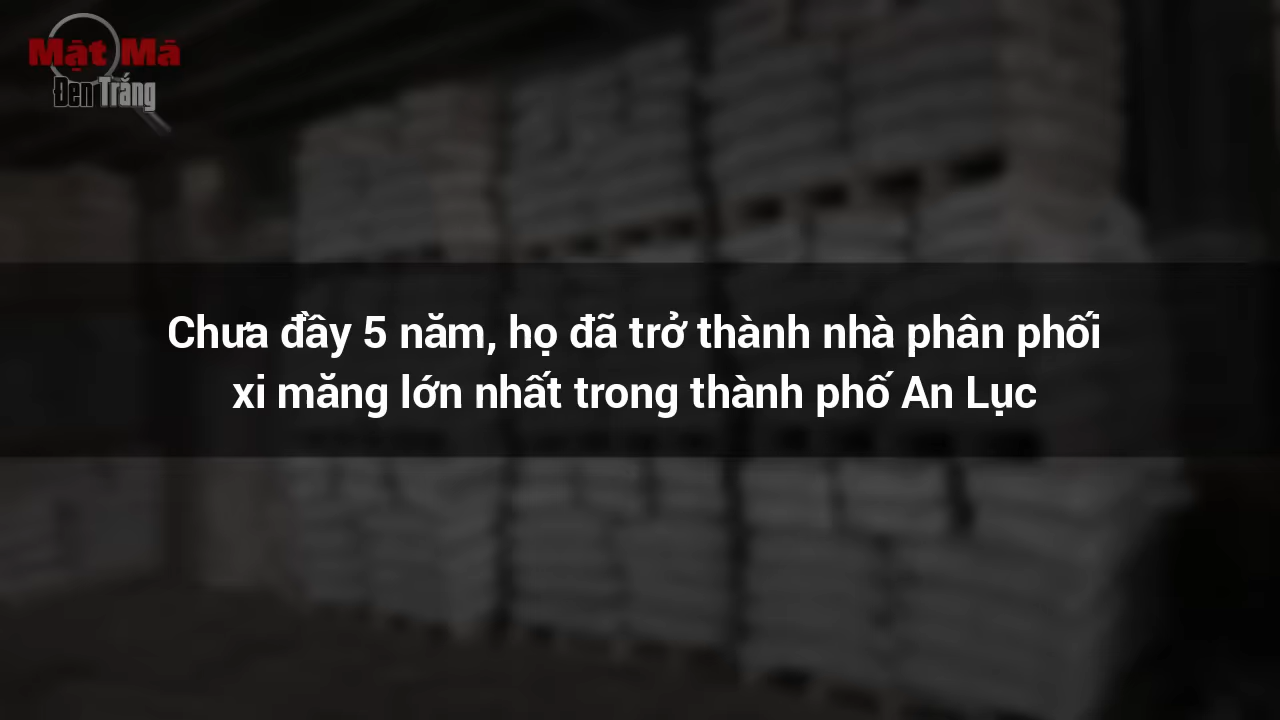 Mật Mã
Đen Trắng
Chưa đầy 5 năm, họ đã trở thành nhà phân phối
xi măng lớn nhất trong thành phố An Lục